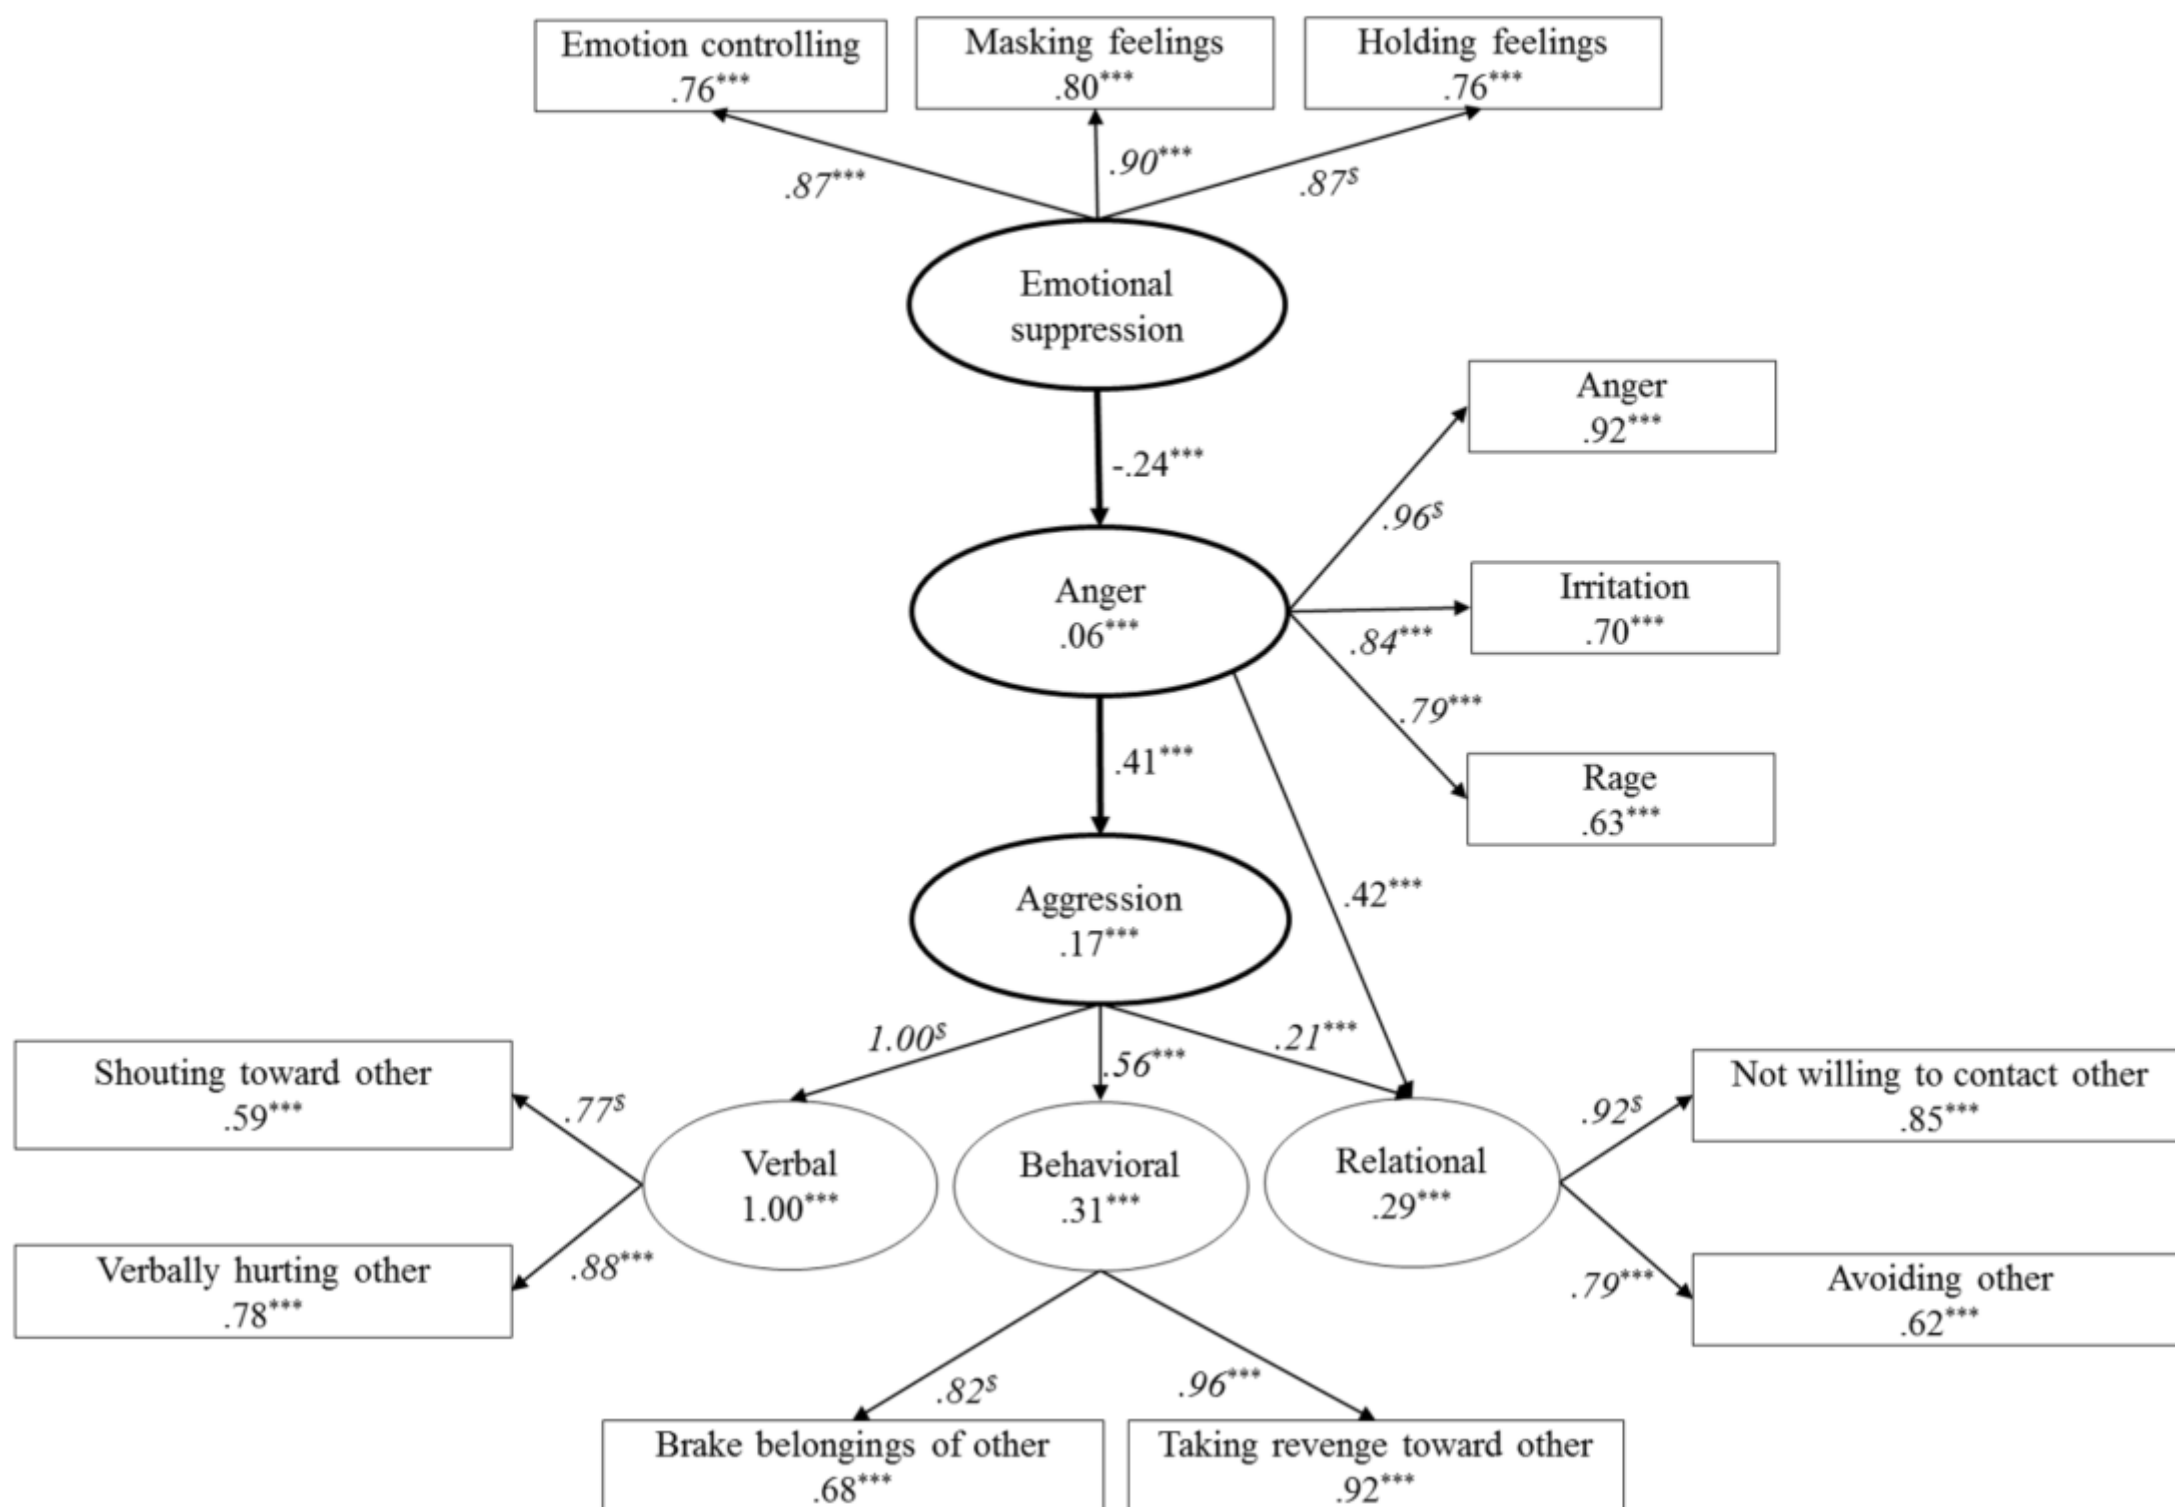 Emotion controlling
.76***
Masking feelings
.80***
Holding feelings
.76***
.87***
.90***
.87$
Emotional
suppression
-.24***
Anger
.92***
.96$
Anger
.06***
Irritation
.70***
.84***
.79***
Rage
.63***
.41***
.42***
Aggression
.17***
1.00$
.56***
.21***
Shouting toward other
.59***
.77$
Verbal
1.00***
Behavioral
.31***
Relational
.29***
.92$
Not willing to contact other
.85***
Verbally hurting other
.78***
.88***
.79***
Avoiding other
.62***
.82$
.96***
Brake belongings of other
.68***
Taking revenge toward other
.92***